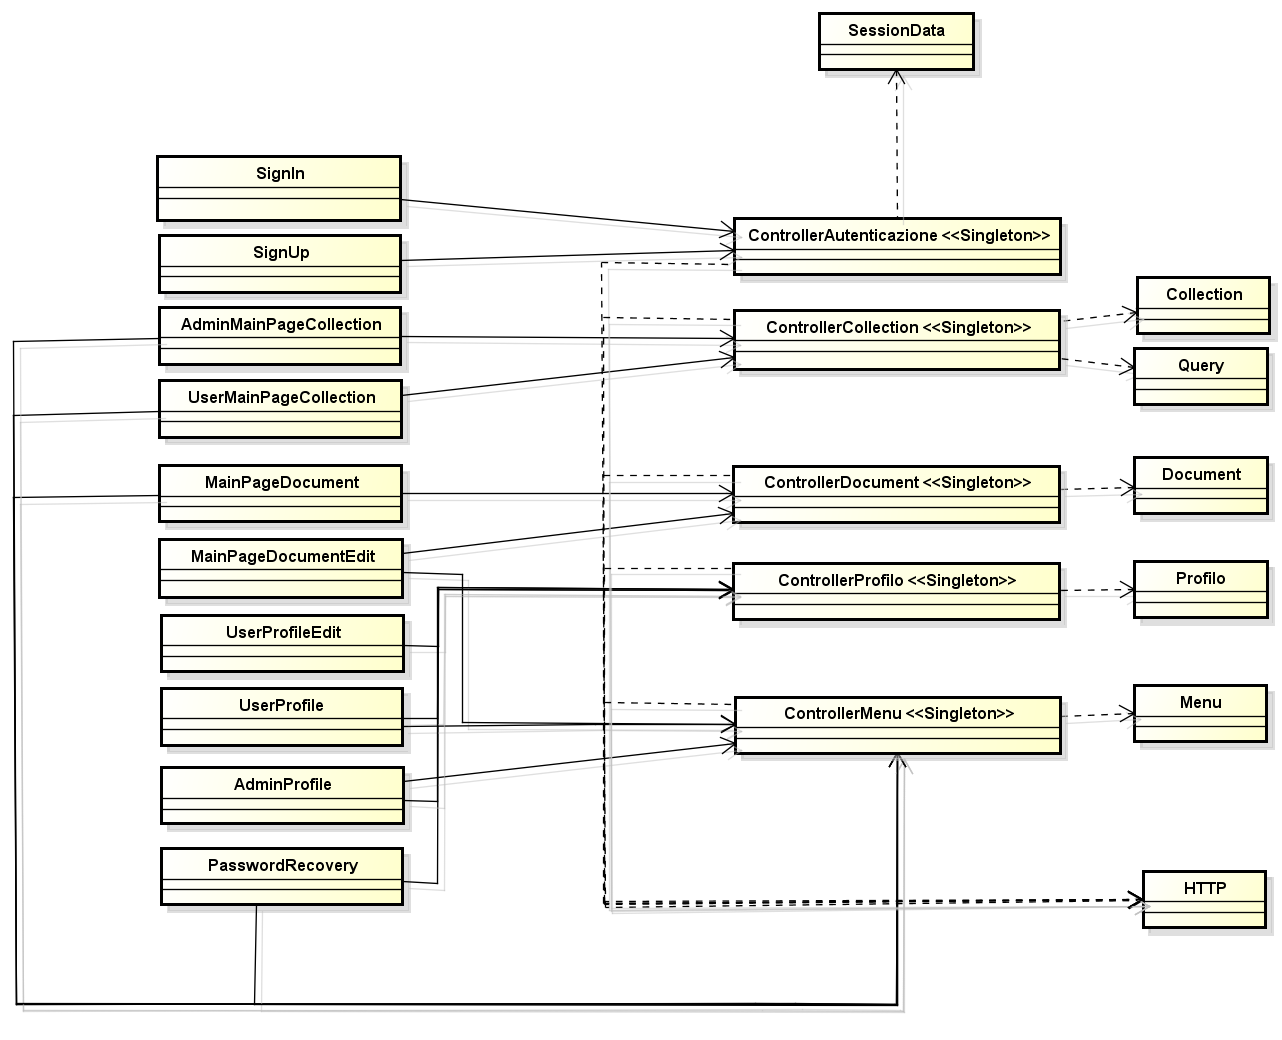 SessionData
SignIn
SignUp
AdminMainPageCollection
UserMainPageCollection
MainPageDocument
MainPageDocumentEdit
UserProfileEdit
UserProfile
AdminProfile
PasswordRecovery
ControllerAutenticazione <<Singleton>>
ControllerCollection <<Singleton>>
ControllerDocument <<Singleton>>
ControllerProfilo <<Singleton>>
ControllerMenu <<Singleton>>
Collection
Query
Document
Profilo
Menu
HTTP